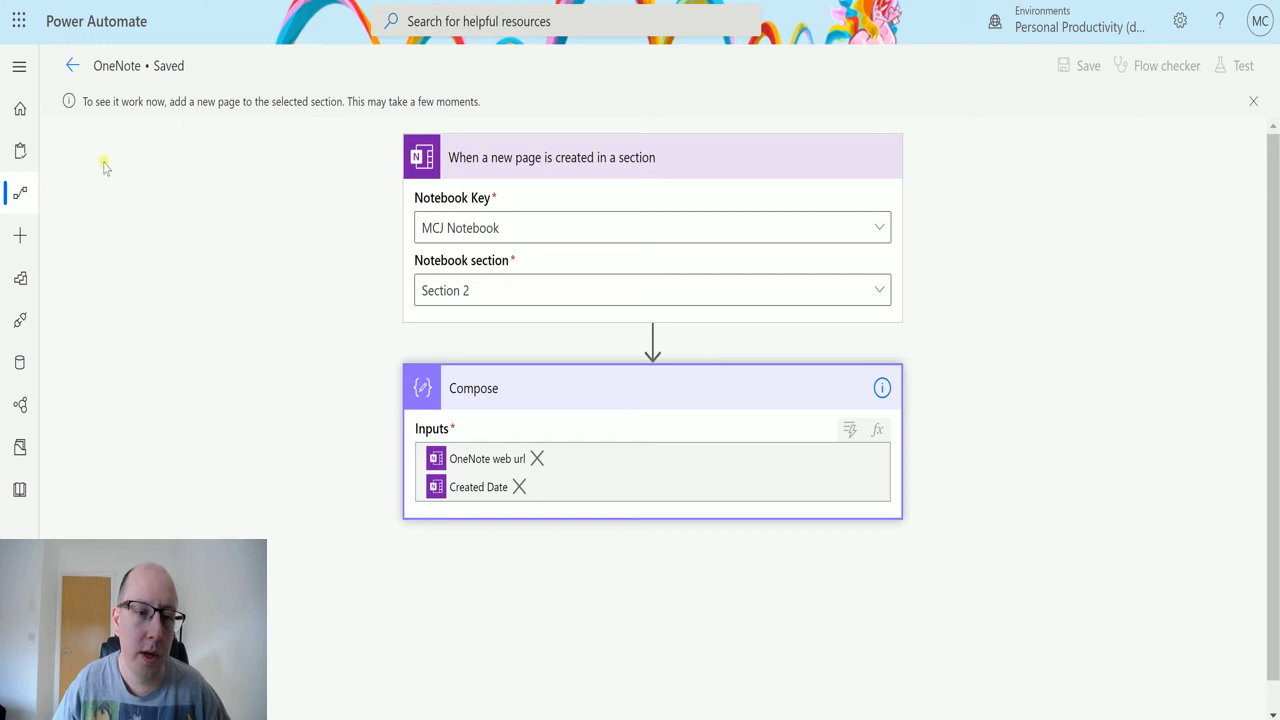 Power Automate
Search for helpful resources
Environments
Personal Productivity (d...
MC
OneNote • Saved
Save
Flow checker
Test
To see it work now, add a new page to the selected section. This may take a few moments.
When a new page is created in a section
Notebook Key*
MCJ Notebook
Notebook section*
Section 2
Compose
Inputs*
fx
OneNote web url
Created Date